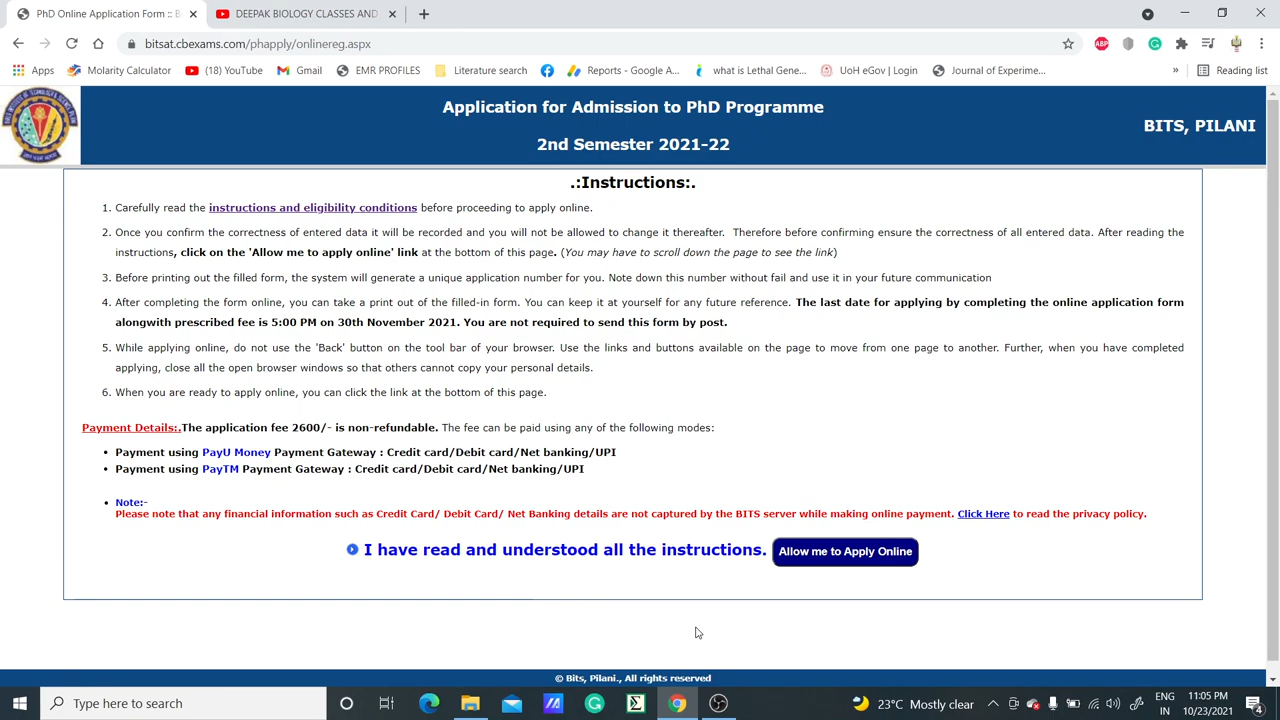 PhD Online Application Form :: B
DEEPAK BIOLOGY CLASSES AND
bitsat.cbexams.com/phapply/onlinereg.aspx
ABP
Apps
Molarity Calculator
(18) YouTube
Gmail
EMR PROFILES
Literature search
Reports - Google A...
what is Lethal Gene...
UoH eGov | Login
Journal of Experime...
»
Reading list
Application for Admission to PhD Programme
2nd Semester 2021-22
BITS, PILANI
.:Instructions:.
1. Carefully read the instructions and eligibility conditions before proceeding to apply online.
2. Once you confirm the correctness of entered data it will be recorded and you will not be allowed to change it thereafter. Therefore before confirming ensure the correctness of all entered data. After reading the
instructions, click on the 'Allow me to apply online' link at the bottom of this page. (You may have to scroll down the page to see the link)
3. Before printing out the filled form, the system will generate a unique application number for you. Note down this number without fail and use it in your future communication
4. After completing the form online, you can take a print out of the filled-in form. You can keep it at yourself for any future reference. The last date for applying by completing the online application form
alongwith prescribed fee is 5:00 PM on 30th November 2021. You are not required to send this form by post.
5. While applying online, do not use the 'Back' button on the tool bar of your browser. Use the links and buttons available on the page to move from one page to another. Further, when you have completed
applying, close all the open browser windows so that others cannot copy your personal details.
6. When you are ready to apply online, you can click the link at the bottom of this page.
Payment Details:.The application fee 2600/- is non-refundable. The fee can be paid using any of the following modes:
• Payment using PayU Money Payment Gateway : Credit card/Debit card/Net banking/UPI
• Payment using PayTM Payment Gateway : Credit card/Debit card/Net banking/UPI
• Note:-
Please note that any financial information such as Credit Card/ Debit Card/ Net Banking details are not captured by the BITS server while making online payment. Click Here to read the privacy policy.
I have read and understood all the instructions. Allow me to Apply Online
© Bits, Pilani., All rights reserved
Type here to search
23°C Mostly clear
ENG
IN
11:05 PM
10/23/2021
4